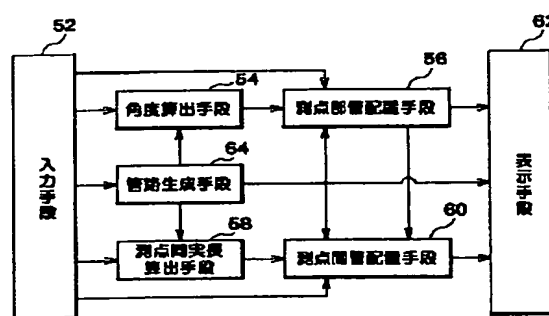 52
62
54
56
角度算出手段
測点部管配置手段
入力手段
64
管路生成手段
表示手段
58
60
測点間実長
算出手段
測点間管配置手段